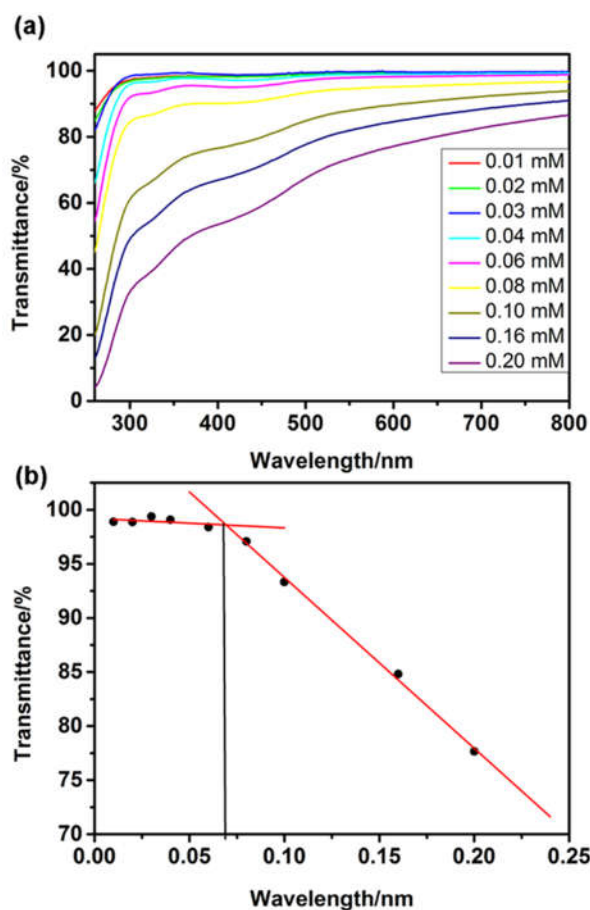 (a)
100
80
60
40
20
0
Transmittance/%
0.01 mM
0.02 mM
0.03 mM
0.04 mM
0.06 mM
0.08 mM
0.10 mM
0.16 mM
0.20 mM
300 400 500 600 700 800
Wavelength/nm
(b)
100
95
90
85
80
75
70
Transmittance/%
0.00 0.05 0.10 0.15 0.20 0.25
Wavelength/nm